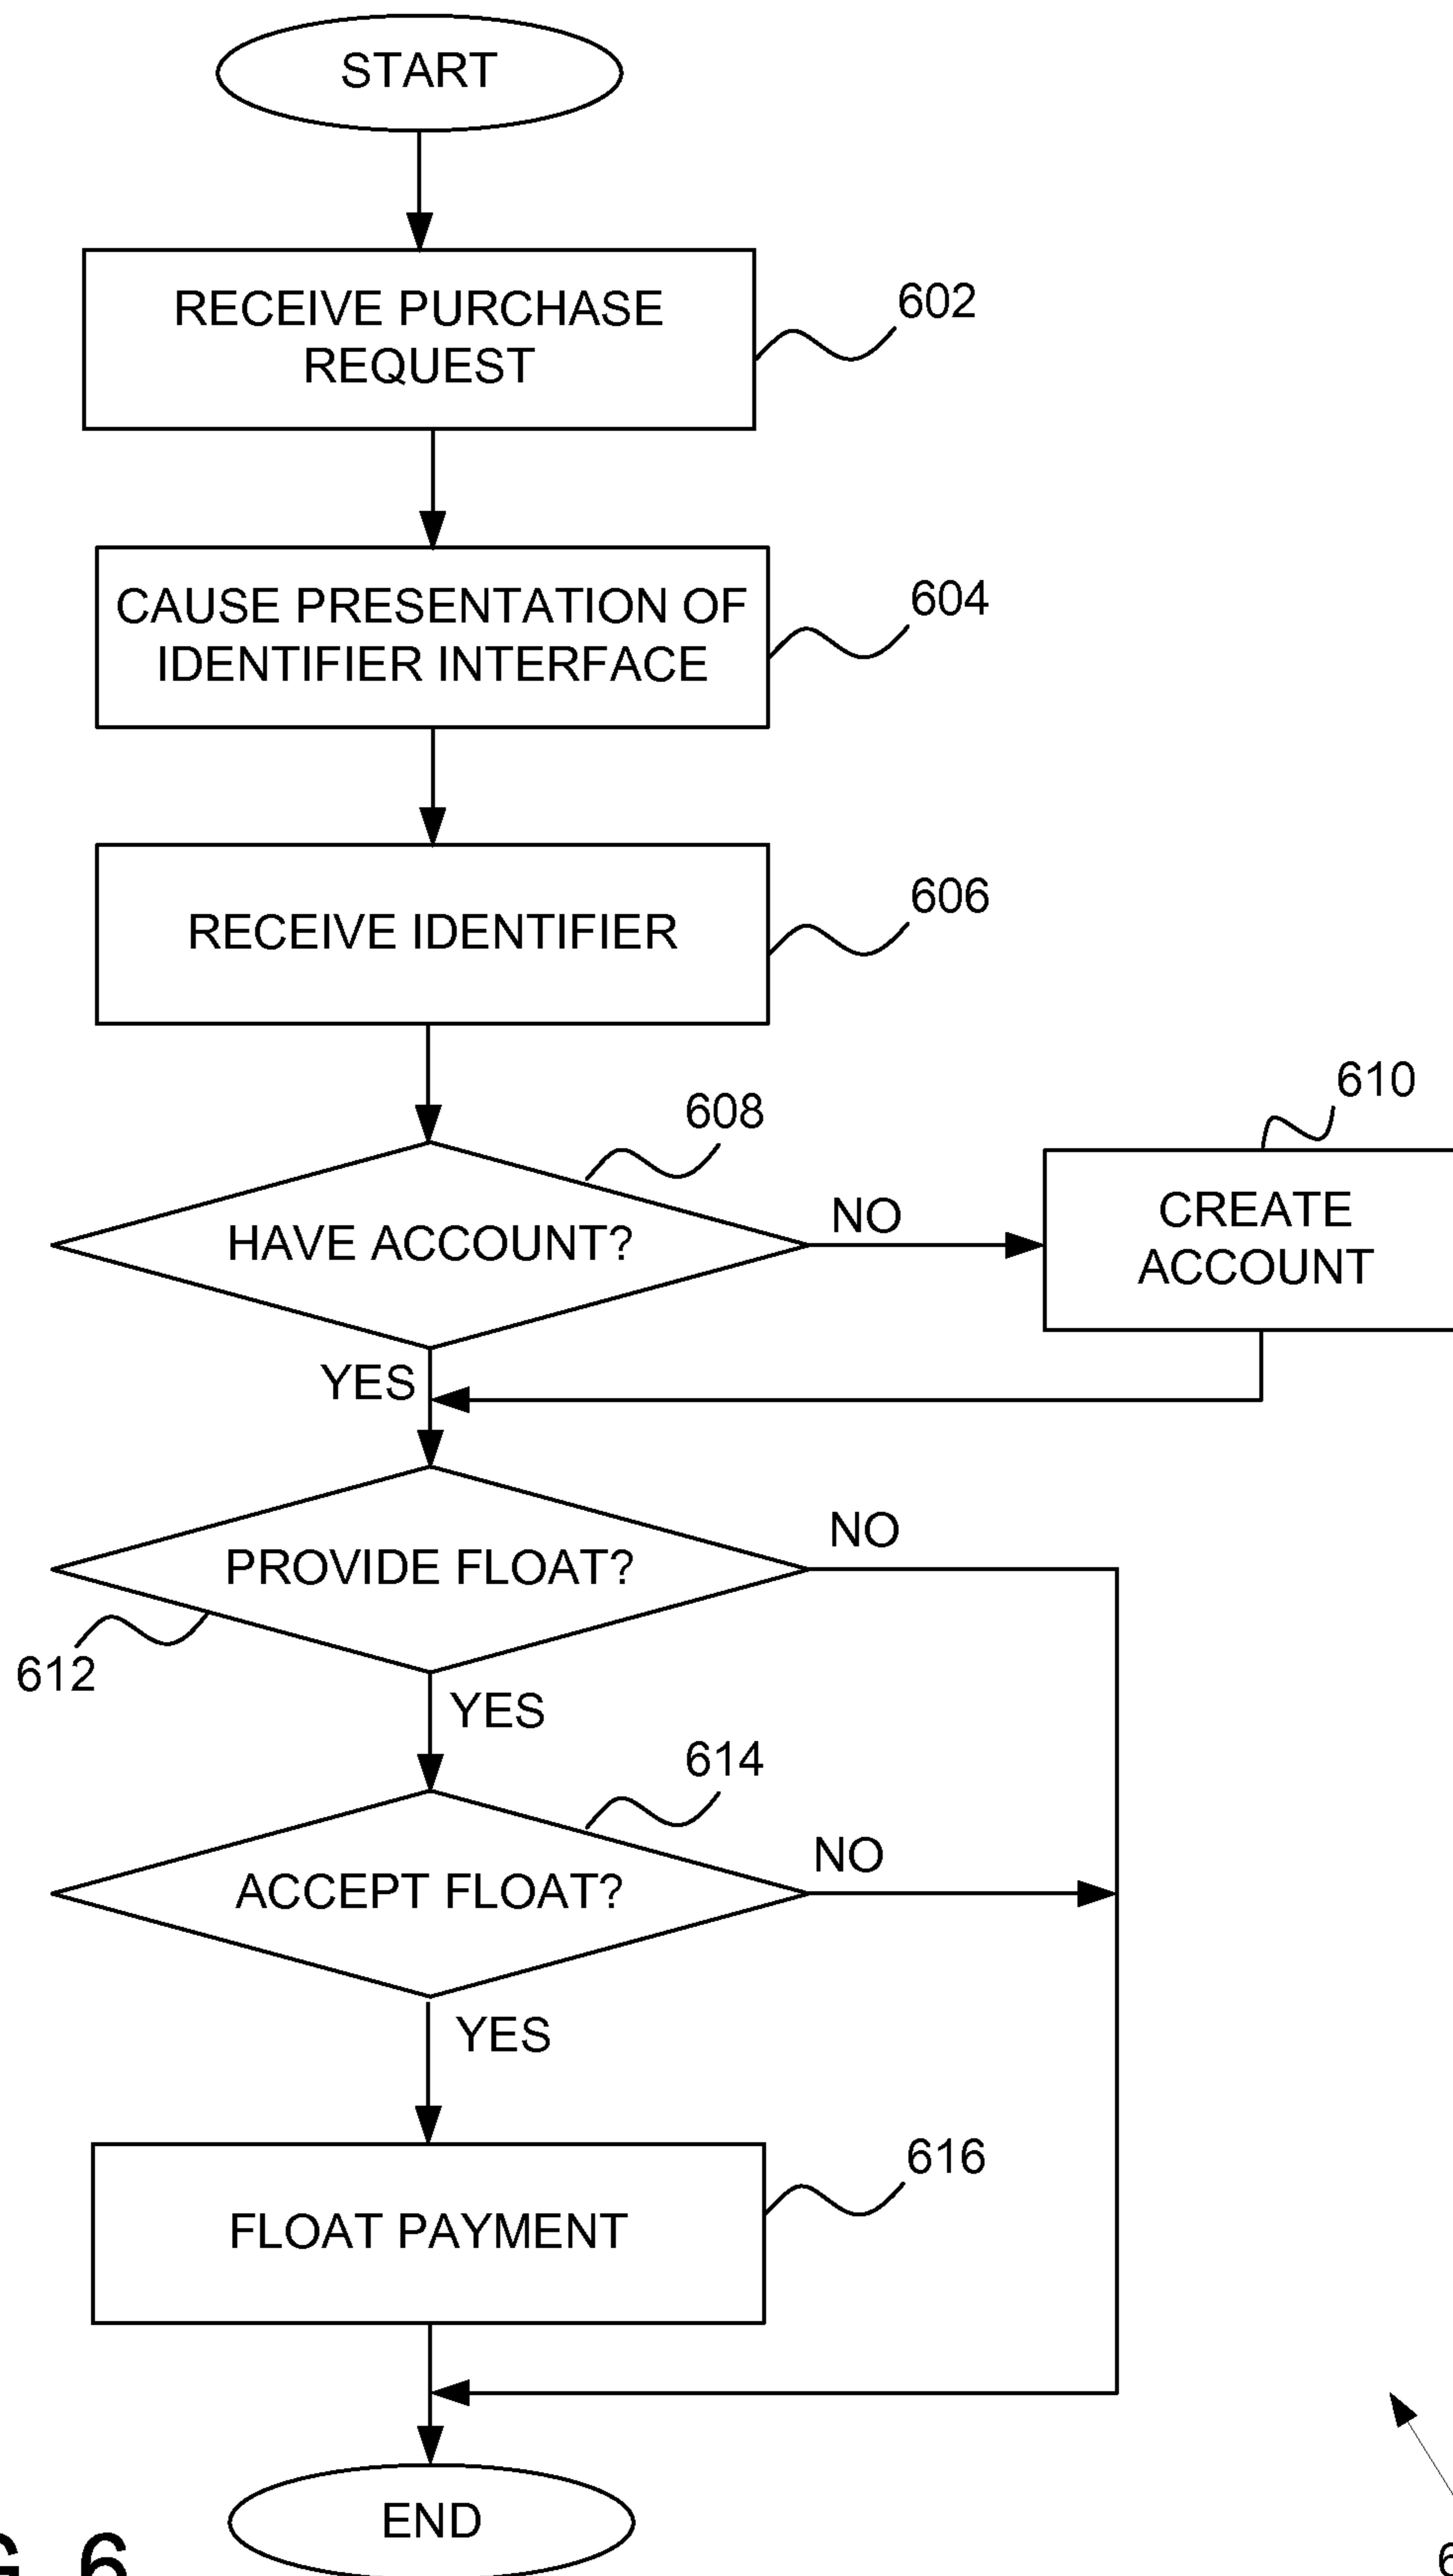 START
RECEIVE PURCHASE
REQUEST
602
CAUSE PRESENTATION OF
IDENTIFIER INTERFACE
604
RECEIVE IDENTIFIER
606
608
HAVE ACCOUNT?
NO
610
CREATE
ACCOUNT
YES
PROVIDE FLOAT?
NO
612
YES
614
ACCEPT FLOAT?
NO
YES
FLOAT PAYMENT
616
END
6